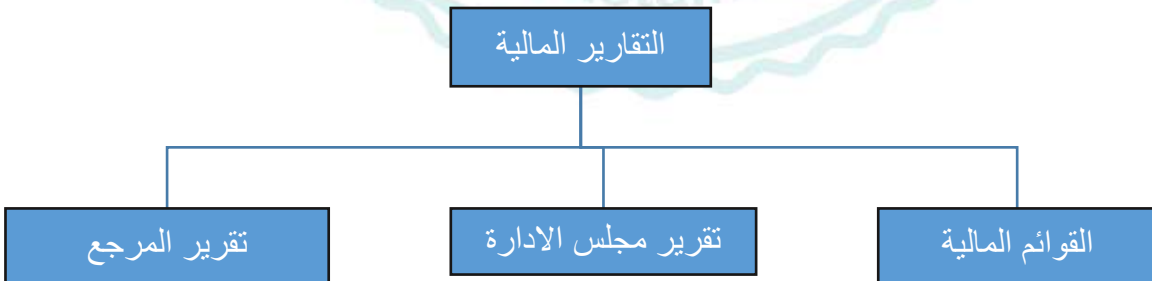 التقارير المالية
القوائم المالية
تقرير مجلس الادارة
تقرير المرجع